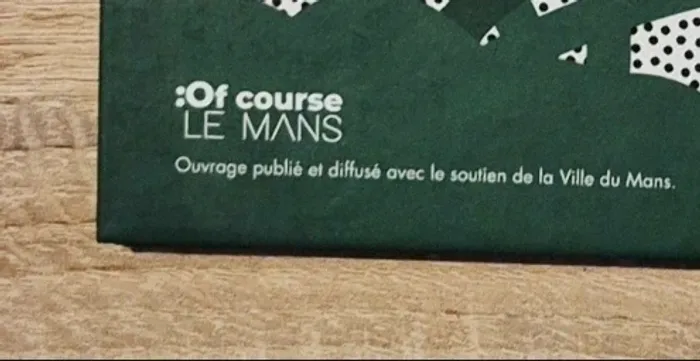 :Of course
LE MANS
Ouvrage publié et diffusé avec le soutien de la Ville du Mans.